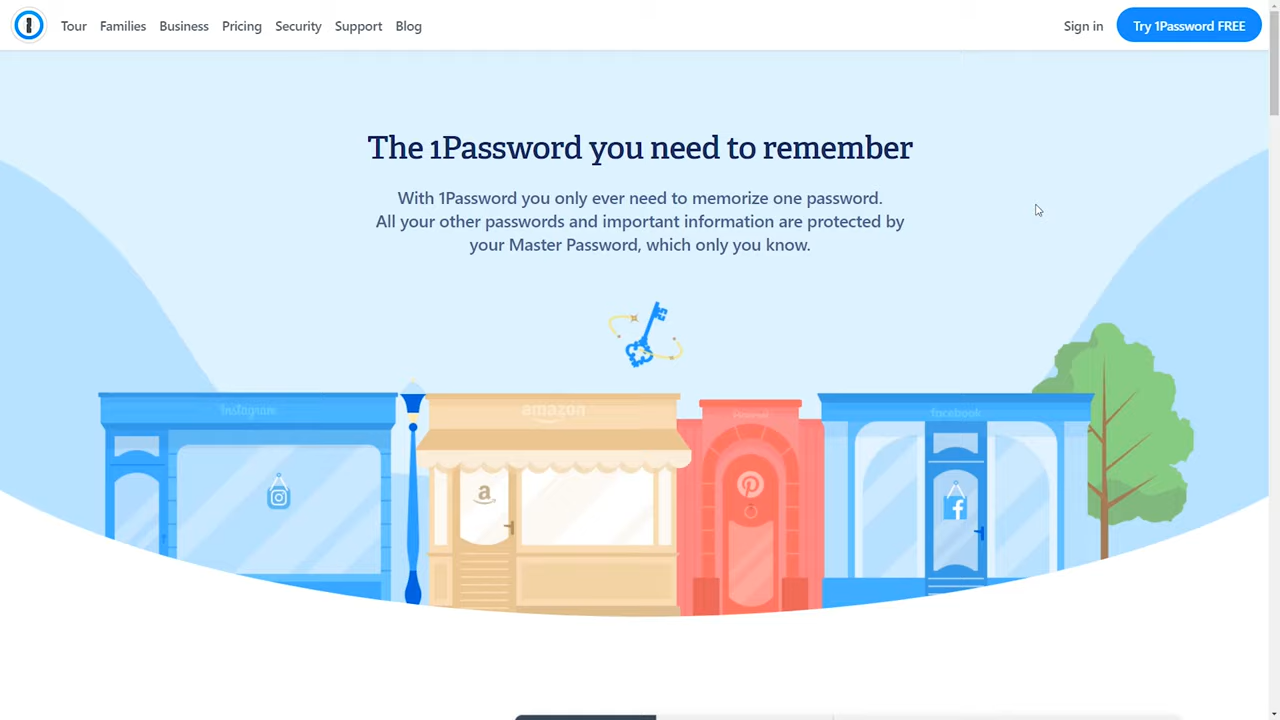 Tour Families Business Pricing Security Support Blog Sign in Try 1Password FREE
The 1Password you need to remember
With 1Password you only ever need to memorize one password.
All your other passwords and important information are protected by
your Master Password, which only you know.
Instagram
amazon
Pinterest
facebook